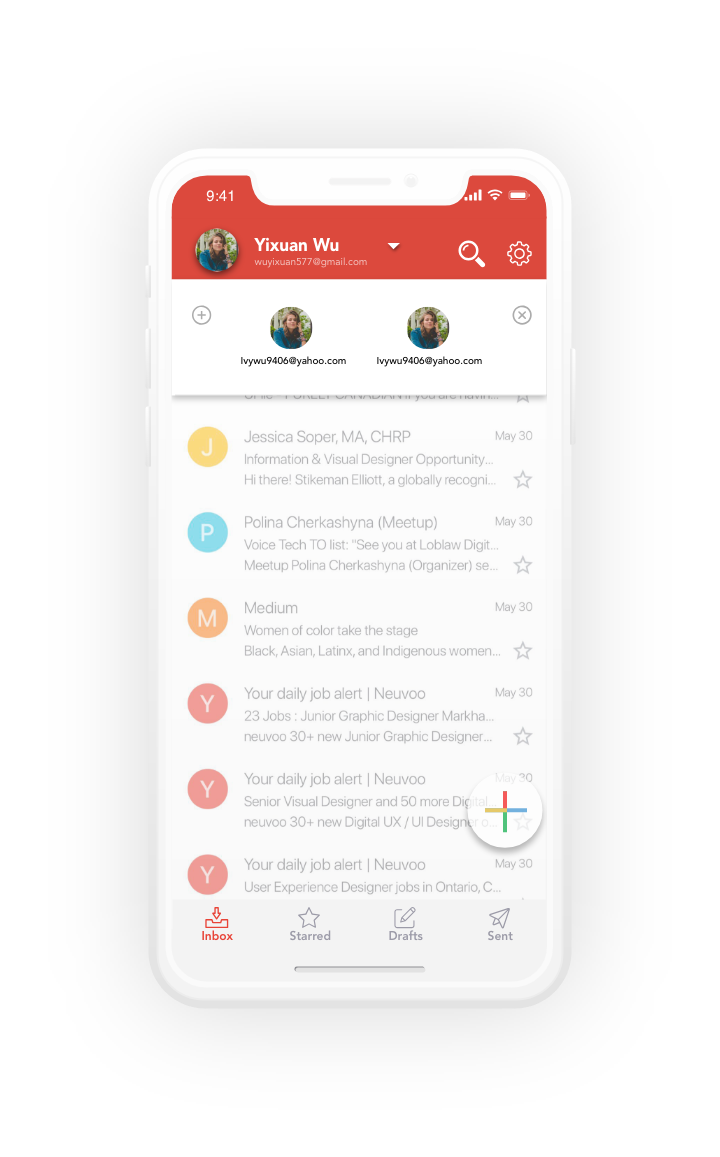 9:41
Yixuan Wu
wuyixuan577@gmail.com
Ivywu9406@yahoo.com Ivywu9406@yahoo.com
PURELY CANADIAN If you are havin...
Jessica Soper, MA, CHRP May 30
Information & Visual Designer Opportunity...
Hi there! Stikeman Elliott, a globally recogni...
Polina Cherkashyna (Meetup) May 30
Voice Tech TO list: "See you at Loblaw Digit...
Meetup Polina Cherkashyna (Organizer) se...
Medium May 30
Women of color take the stage
Black, Asian, Latinx, and Indigenous women...
Your daily job alert | Neuvoo May 30
23 Jobs : Junior Graphic Designer Markha...
neuvoo 30+ new Junior Graphic Designer...
Your daily job alert | Neuvoo May 30
Senior Visual Designer and 50 more Digital...
neuvoo 30+ new Digital UX / UI Designer o...
Your daily job alert | Neuvoo May 30
User Experience Designer jobs in Ontario, C...
J
P
M
Y
Y
Y
Inbox Starred Drafts Sent